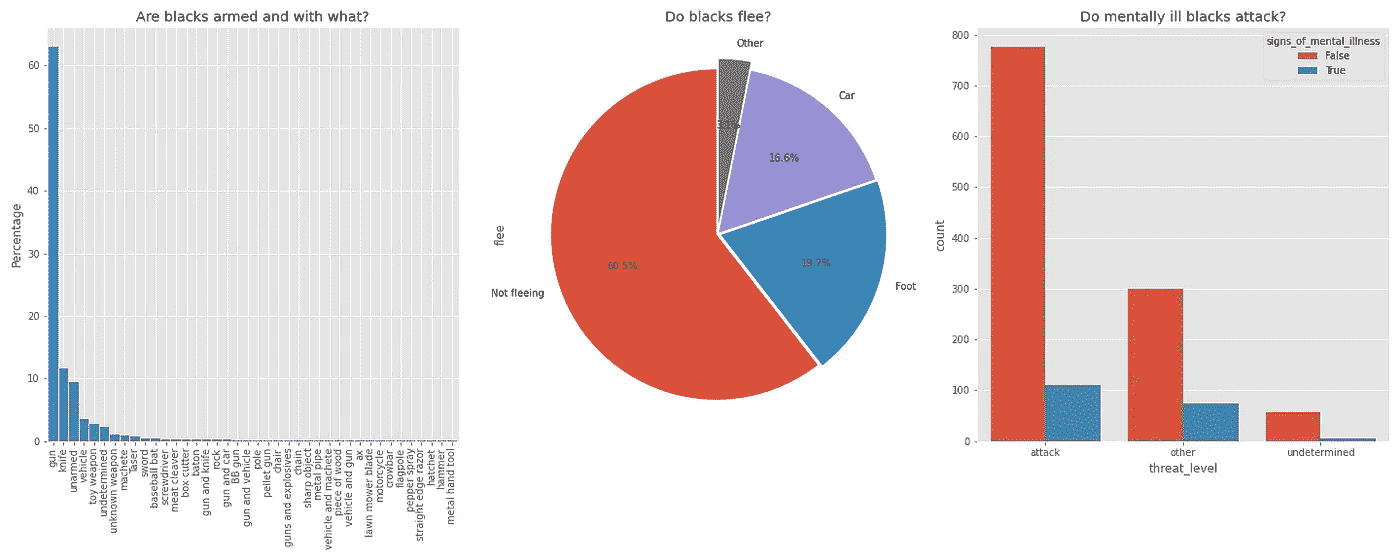 Are blacks armed and with what?
Percentage
60
50
40
30
20
10
0
gun
knife
unarmed
vehicle
toy weapon
undetermined
unknown weapon
machete
Taser
sword
baseball bat
screwdriver
meat cleaver
box cutter
baton
gun and knife
rock
gun and car
BB gun
gun and vehicle
pole
pellet gun
chair
guns and explosives
chain
sharp object
metal pipe
vehicle and machete
piece of wood
vehicle and gun
ax
lawn mower blade
motorcycle
crowbar
flagpole
pepper spray
straight edge razor
hatchet
hammer
metal hand tool
Do blacks flee?
flee
Other
3.1%
Car
16.6%
Foot
19.7%
Not fleeing
60.5%
Do mentally ill blacks attack?
signs_of_mental_illness
False
True
count
800
700
600
500
400
300
200
100
0
attack
other
undetermined
threat_level